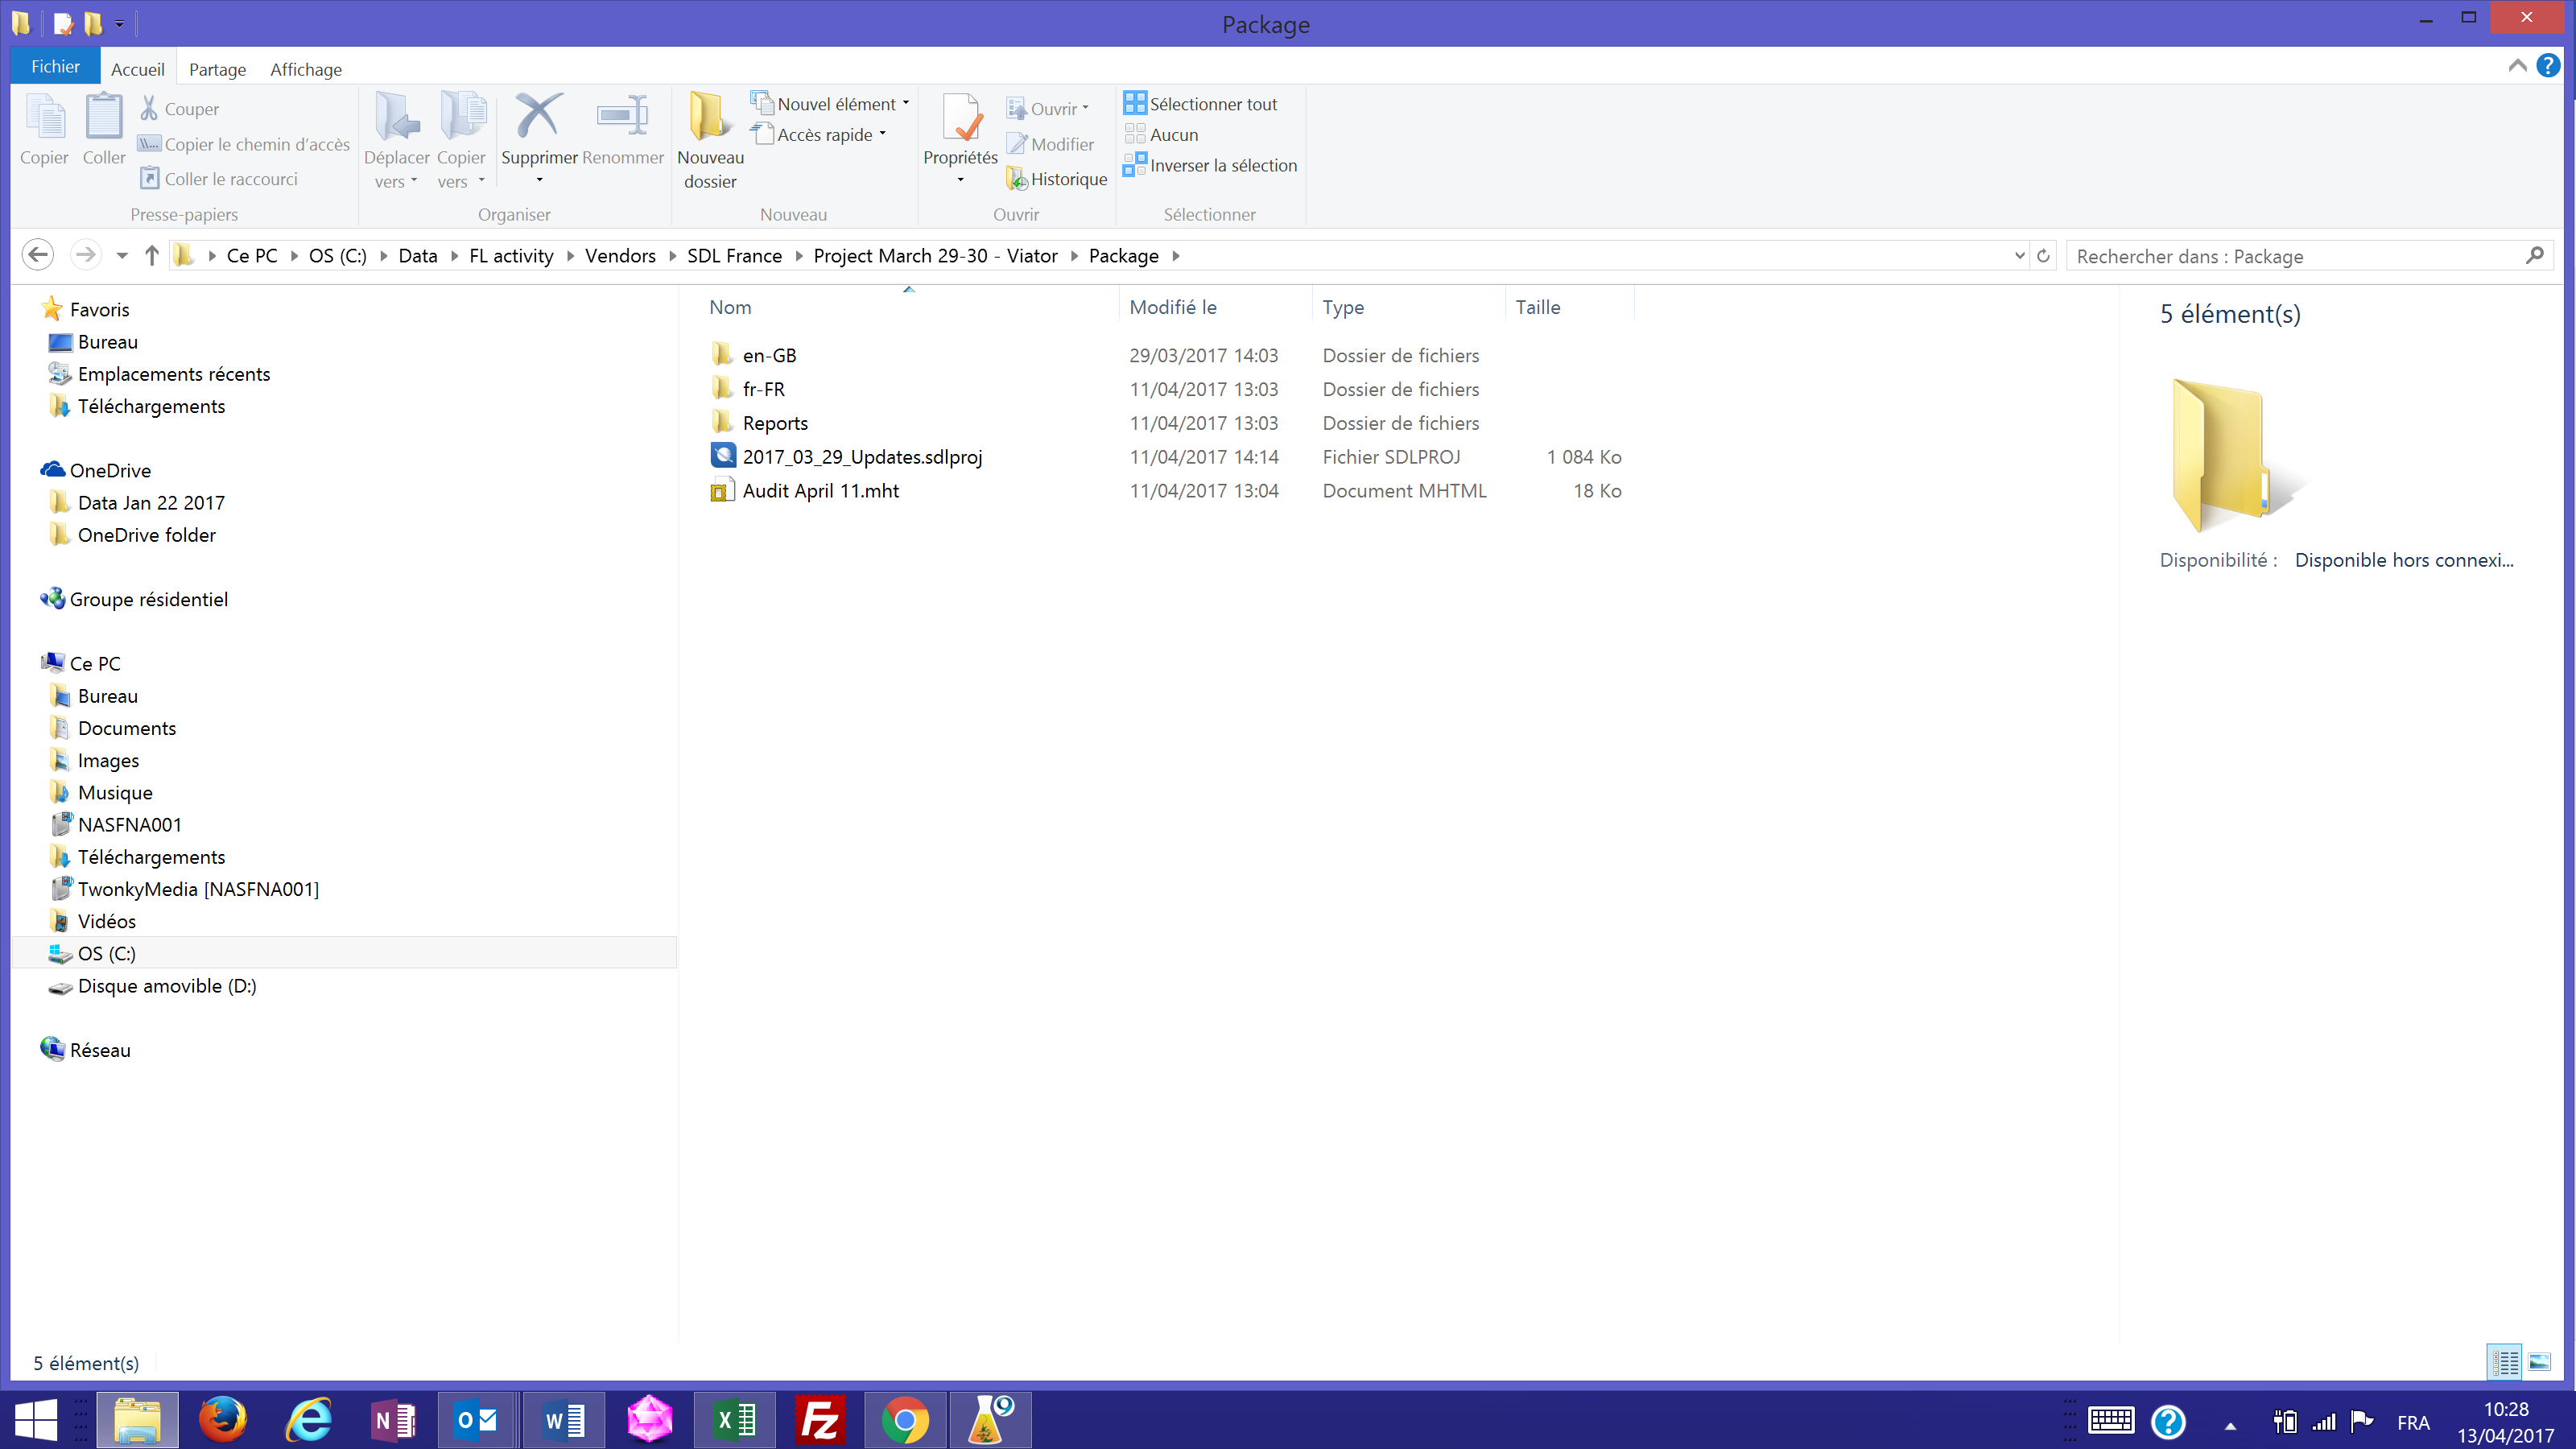 Package
Fichier Accueil Partage Affichage
Copier
Coller
Couper
Copier le chemin d'accès
Coller le raccourci
Presse-papiers
Déplacer vers
Copier vers
Supprimer
Renommer
Organiser
Nouveau dossier
Nouvel élément
Accès rapide
Nouveau
Propriétés
Ouvrir
Modifier
Historique
Ouvrir
Sélectionner tout
Aucun
Inverser la sélection
Sélectionner
Ce PC OS (C:) Data FL activity Vendors SDL France Project March 29-30 - Viator Package
Rechercher dans : Package
Favoris
Bureau
Emplacements récents
Téléchargements
OneDrive
Data Jan 22 2017
OneDrive folder
Groupe résidentiel
Ce PC
Bureau
Documents
Images
Musique
NASFNA001
Téléchargements
TwonkyMedia [NASFNA001]
Vidéos
OS (C:)
Disque amovible (D:)
Réseau
Nom Modifié le Type Taille
en-GB 29/03/2017 14:03 Dossier de fichiers
fr-FR 11/04/2017 13:03 Dossier de fichiers
Reports 11/04/2017 13:03 Dossier de fichiers
2017_03_29_Updates.sdlproj 11/04/2017 14:14 Fichier SDLPROJ 1 084 Ko
Audit April 11.mht 11/04/2017 13:04 Document MHTML 18 Ko
5 élément(s)
Disponibilité : Disponible hors connexi...
5 élément(s)
FRA
10:28
13/04/2017